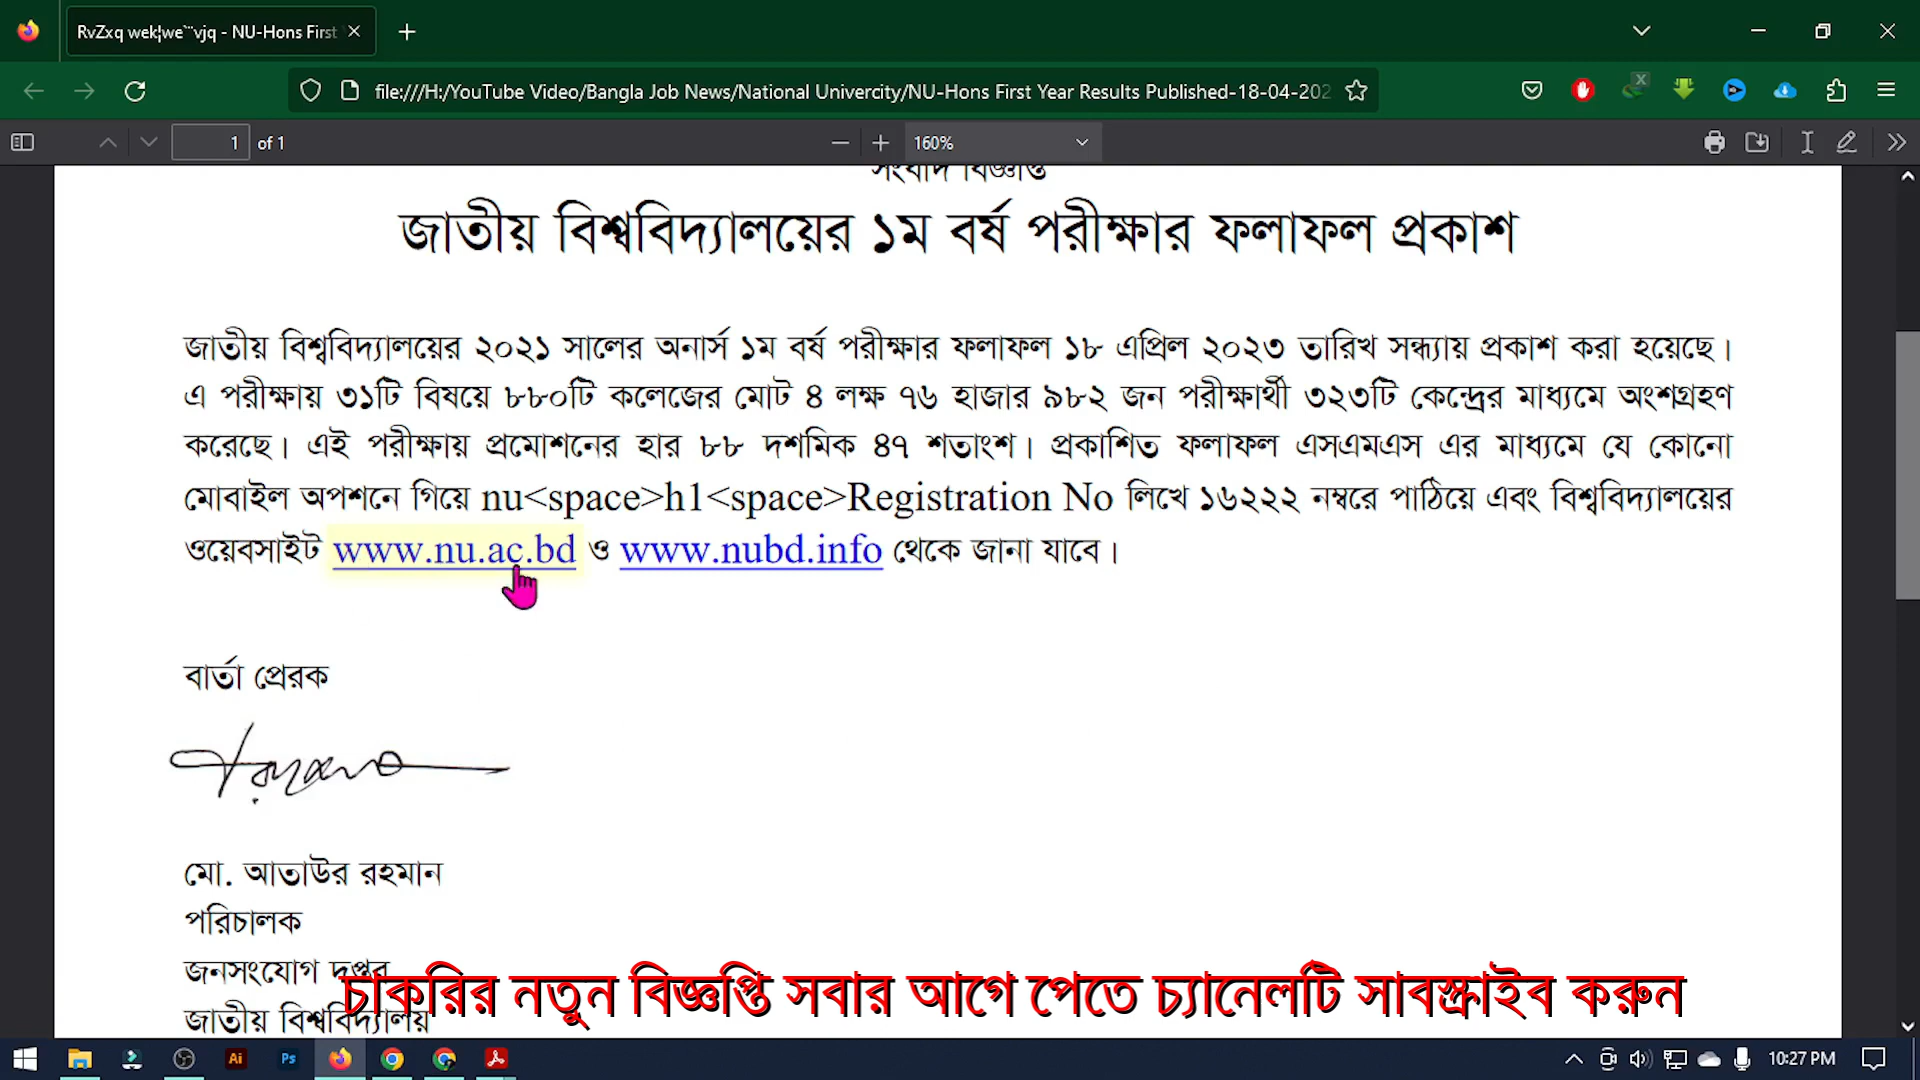 RvZxq wek¦we`¨vjq - NU-Hons First
file:///H:/YouTube Video/Bangla Job News/National Univercity/NU-Hons First Year Results Published-18-04-202
1 of 1
160%
সংবাদ বিজ্ঞপ্তি
জাতীয় বিশ্ববিদ্যালয়ের ১ম বর্ষ পরীক্ষার ফলাফল প্রকাশ
জাতীয় বিশ্ববিদ্যালয়ের ২০২১ সালের অনার্স ১ম বর্ষ পরীক্ষার ফলাফল ১৮ এপ্রিল ২০২৩ তারিখ সন্ধ্যায় প্রকাশ করা হয়েছে।
এ পরীক্ষায় ৩১টি বিষয়ে ৮৮০টি কলেজের মোট ৪ লক্ষ ৭৬ হাজার ৯৮২ জন পরীক্ষার্থী ৩২৩টি কেন্দ্রের মাধ্যমে অংশগ্রহণ
করেছে। এই পরীক্ষায় প্রমোশনের হার ৮৮ দশমিক ৪৭ শতাংশ। প্রকাশিত ফলাফল এসএমএস এর মাধ্যমে যে কোনো
মোবাইল অপশনে গিয়ে nu<space>h1<space>Registration No লিখে ১৬২২২ নম্বরে পাঠিয়ে এবং বিশ্ববিদ্যালয়ের
ওয়েবসাইট www.nu.ac.bd ও www.nubd.info থেকে জানা যাবে।
বার্তা প্রেরক
মো. আতাউর রহমান
পরিচালক
জনসংযোগ দপ্তর
জাতীয় বিশ্ববিদ্যালয়
চাকরির নতুন বিজ্ঞপ্তি সবার আগে পেতে চ্যানেলটি সাবস্ক্রাইব করুন
Ai Ps 10:27 PM